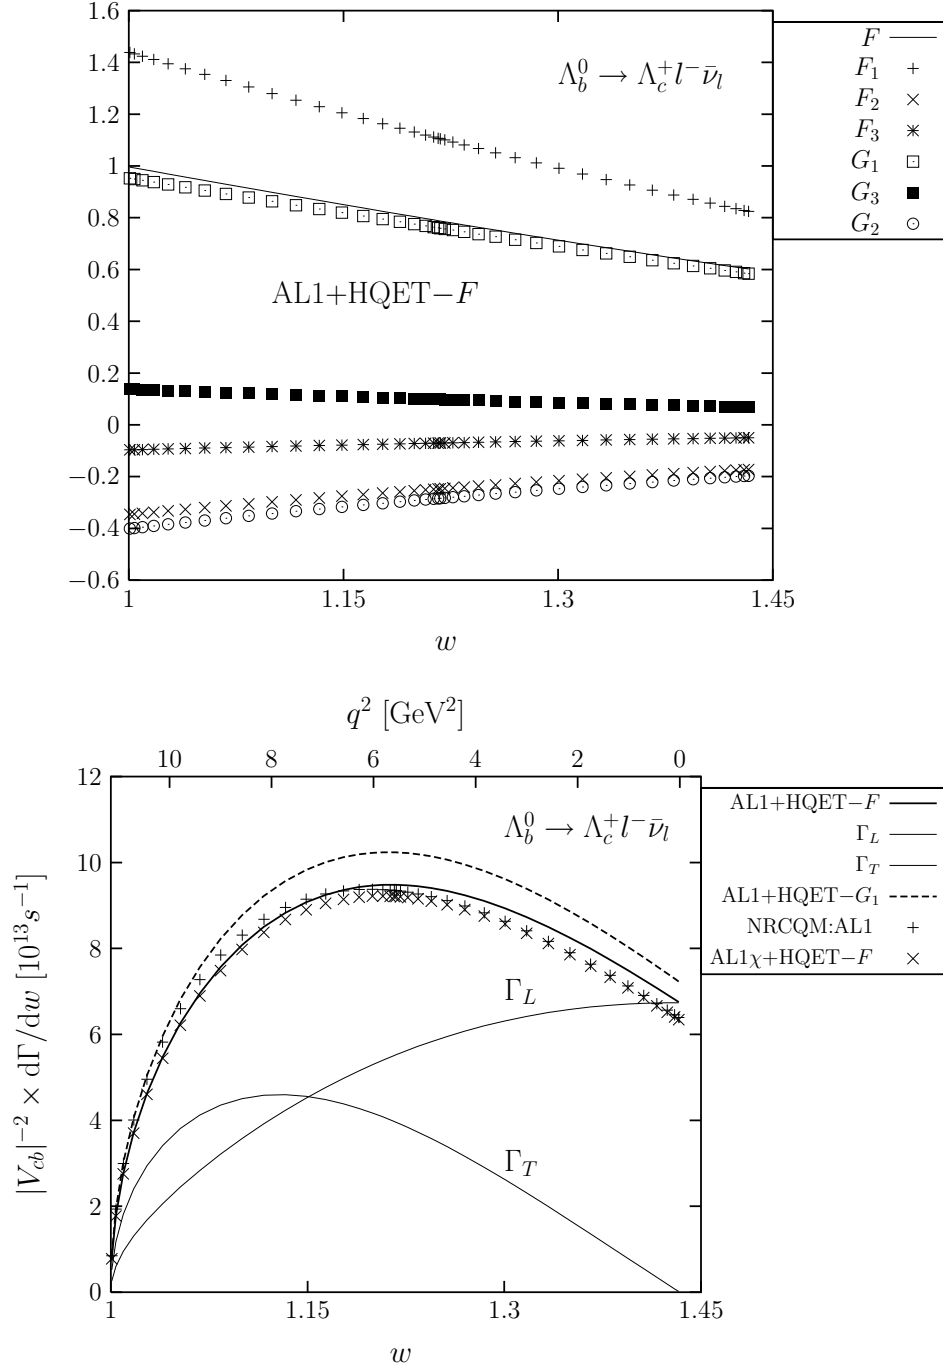 1.6
1.4
1.2
1
0.8
0.6
0.4
0.2
0
−0.2
−0.4
−0.6
Λ_b^0 → Λ_c^+ l^− ν̄_l
AL1+HQET−F
1 1.15 1.3 1.45
w
F
F_1
F_2
F_3
G_1
G_3
G_2
q^2 [GeV^2]
10 8 6 4 2 0
12
10
8
6
4
2
0
|V_{cb}|^{−2} × dΓ/dw [10^{13}s^{−1}]
Λ_b^0 → Λ_c^+ l^− ν̄_l
Γ_L
Γ_T
1 1.15 1.3 1.45
w
AL1+HQET−F
Γ_L
Γ_T
AL1+HQET−G_1
NRCQM:AL1
AL1χ+HQET−F